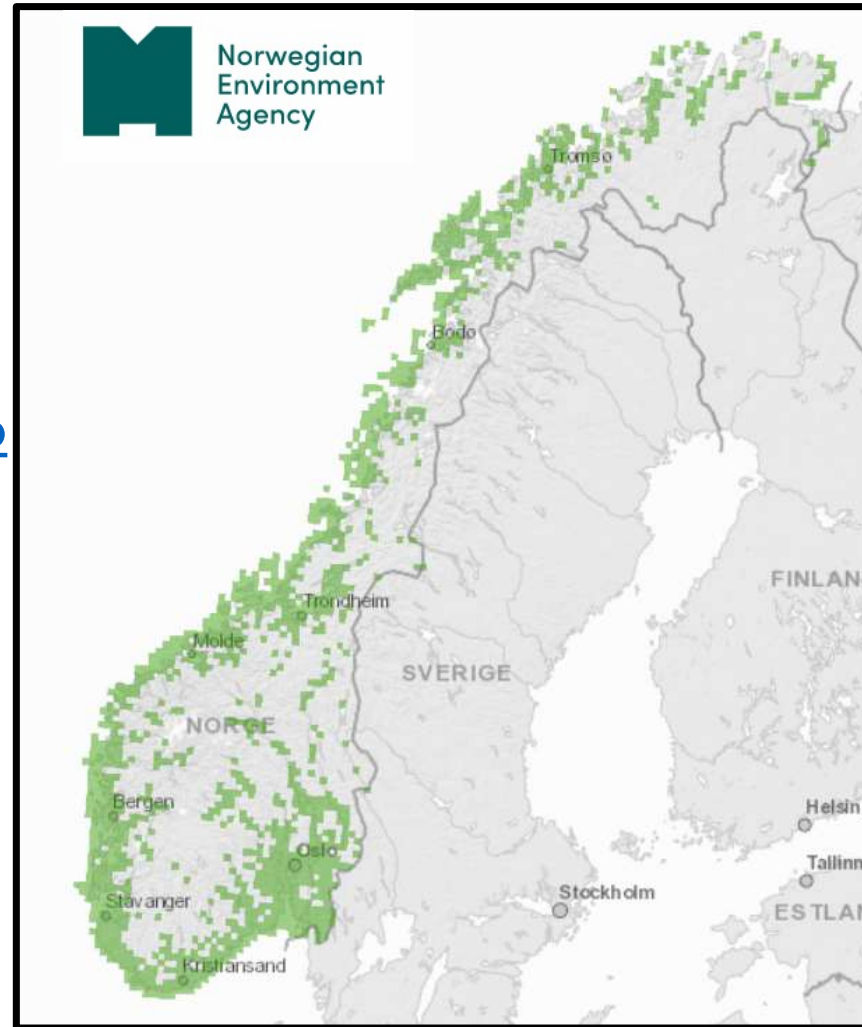 Norwegian
Environment
Agency
Tromsø
Bodø
FINLAN
Trondheim
Molde
SVERIGE
NORGE
Bergen
Helsin
Oslo
Tallinn
Stockholm
Stavanger
ESTLAN
Kristiansand